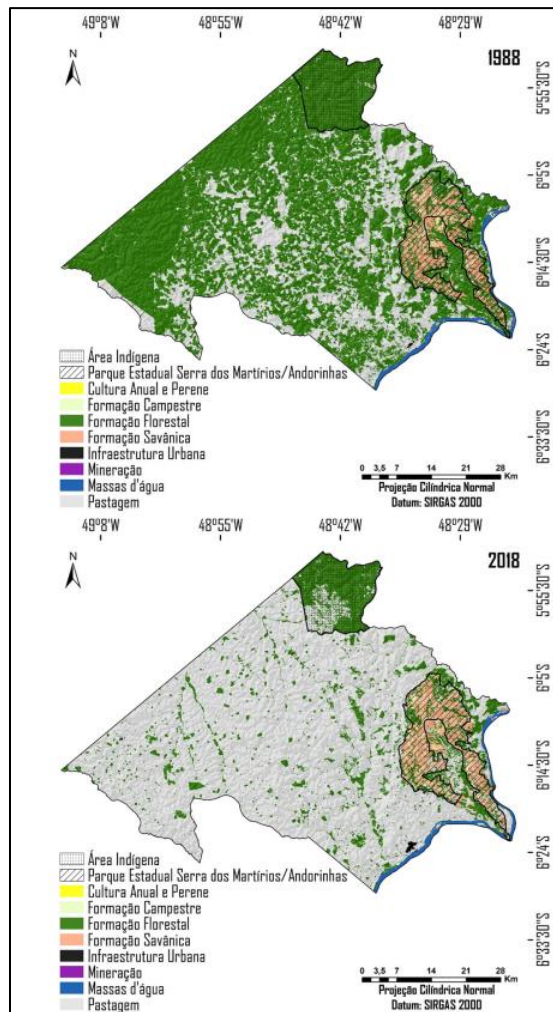 49°8'W 48°55'W 48°42'W 48°29'W
N
1988
5°55'30"S
6°5'S
6°14'30"S
6°24'S
6°33'30"S
Área Indígena
Parque Estadual Serra dos Martírios/Andorinhas
Cultura Anual e Perene
Formação Campestre
Formação Florestal
Formação Savânica
Infraestrutura Urbana
Mineração
Massas d'água
Pastagem
0 3,5 7 14 21 28
Km
Projeção Cilíndrica Normal
Datum: SIRGAS 2000
49°8'W 48°55'W 48°42'W 48°29'W
N
2018
5°55'30"S
6°5'S
6°14'30"S
6°24'S
6°33'30"S
Área Indígena
Parque Estadual Serra dos Martírios/Andorinhas
Cultura Anual e Perene
Formação Campestre
Formação Florestal
Formação Savânica
Infraestrutura Urbana
Mineração
Massas d'água
Pastagem
0 3,5 7 14 21 28
Km
Projeção Cilíndrica Normal
Datum: SIRGAS 2000